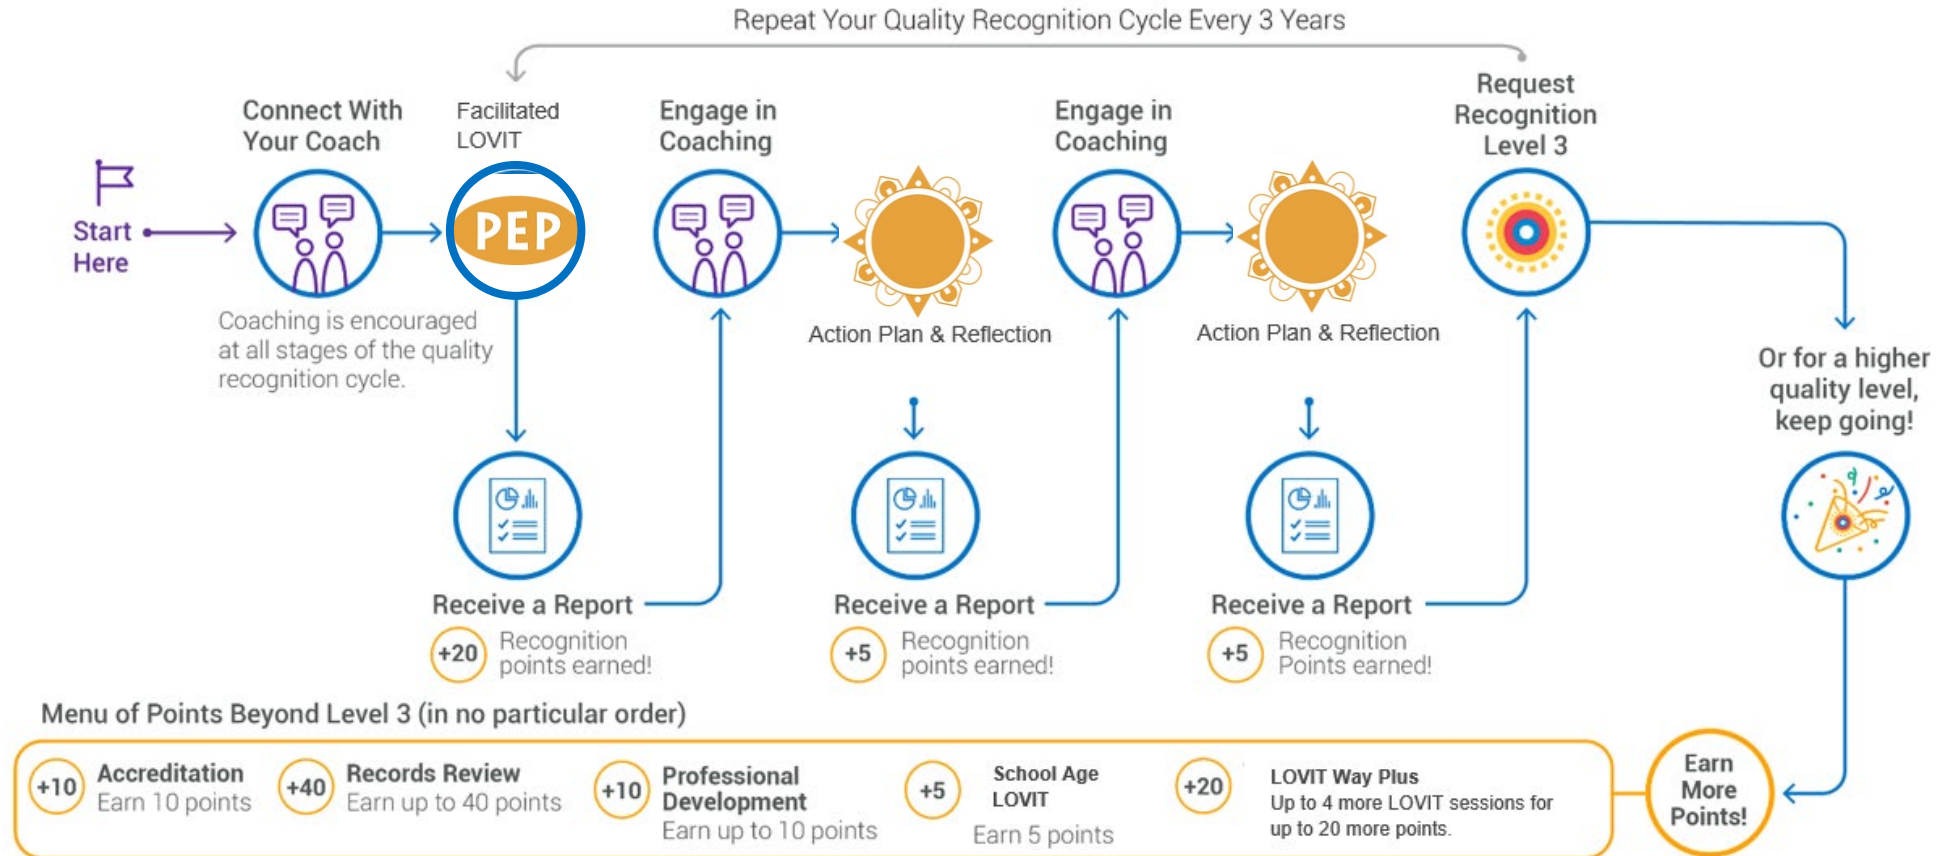 Repeat Your Quality Recognition Cycle Every 3 Years
Start
Here
Connect With
Your Coach
Coaching is encouraged
at all stages of the quality
recognition cycle.
Facilitated
LOVIT
PEP
Receive a Report
+20
Recognition
points earned!
Engage in
Coaching
Action Plan & Reflection
Receive a Report
+5
Recognition
points earned!
Engage in
Coaching
Action Plan & Reflection
Receive a Report
+5
Recognition
Points earned!
Request
Recognition
Level 3
Or for a higher
quality level,
keep going!
Earn
More
Points!
Menu of Points Beyond Level 3 (in no particular order)
+10
Accreditation
Earn 10 points
+40
Records Review
Earn up to 40 points
+10
Professional
Development
Earn up to 10 points
+5
School Age
LOVIT
Earn 5 points
+20
LOVIT Way Plus
Up to 4 more LOVIT sessions for
up to 20 more points.